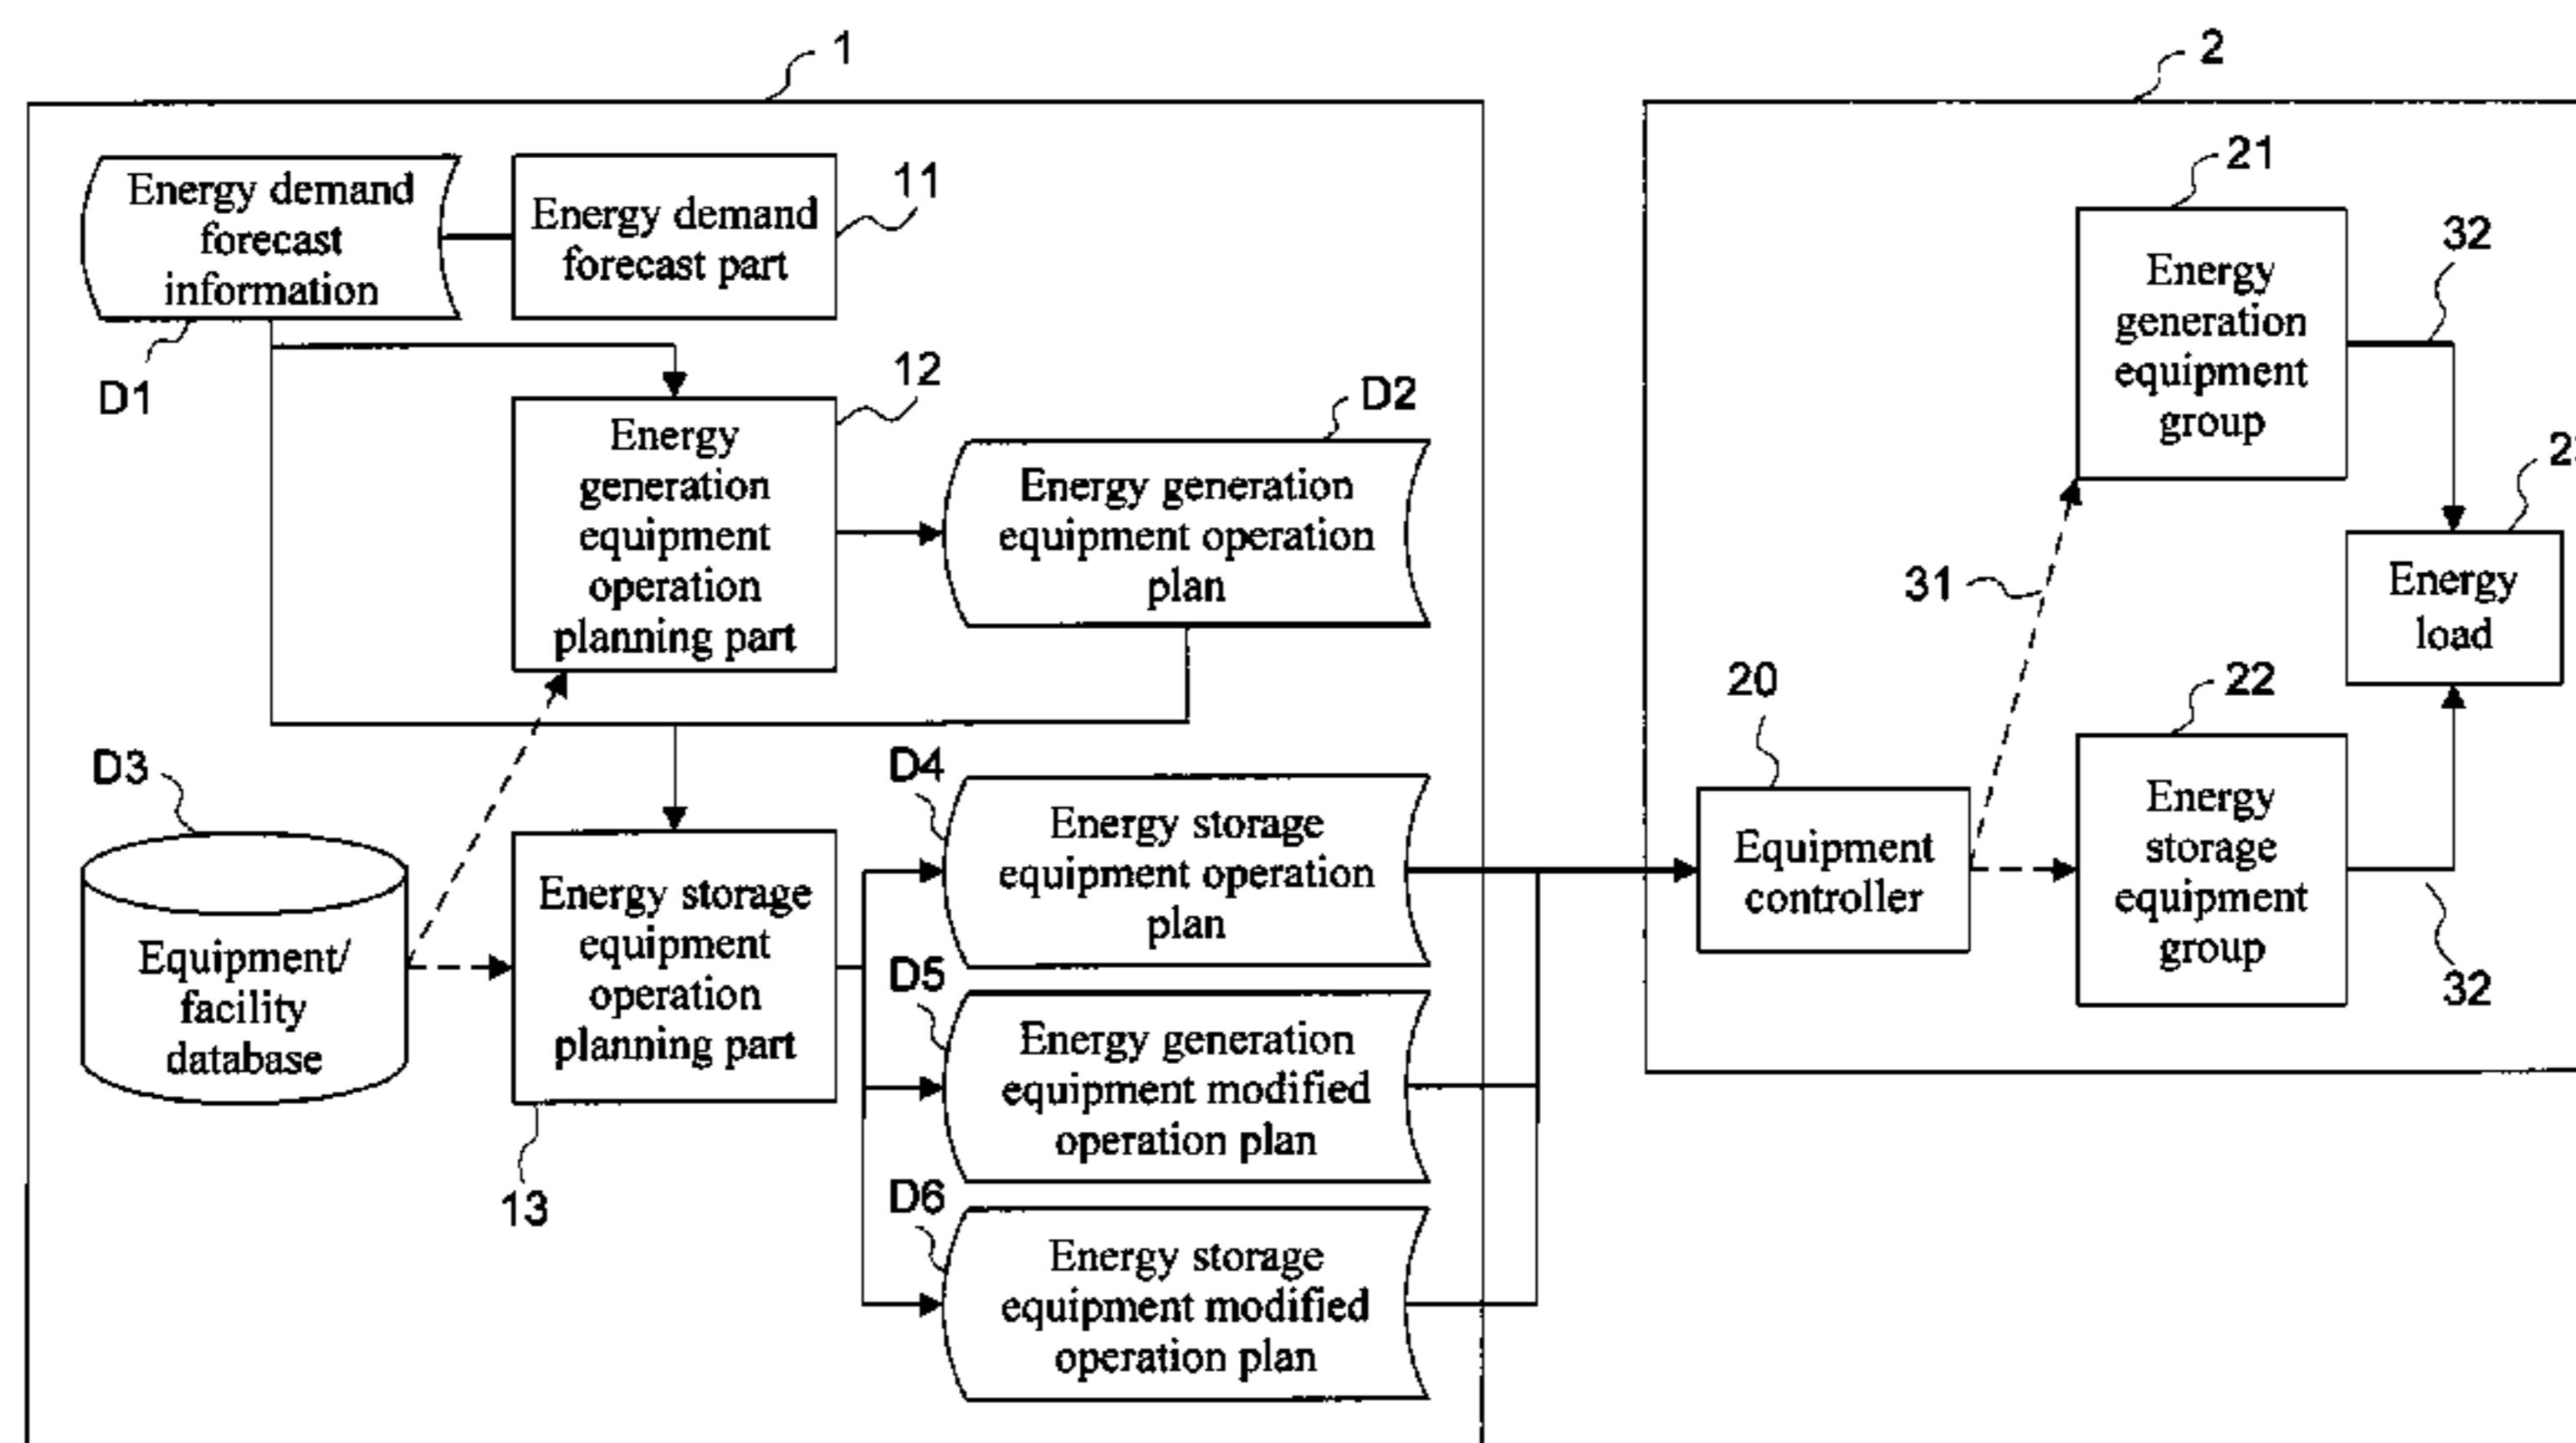 1
2
Energy demand
forecast
information
D1
Energy demand
forecast part
11
12
Energy
generation
equipment
operation
planning part
D2
Energy generation
equipment operation
plan
D3
Equipment/
facility
database
Energy storage
equipment
operation
planning part
13
D4
Energy storage
equipment operation
plan
D5
Energy generation
equipment modified
operation plan
D6
Energy storage
equipment modified
operation plan
20
Equipment
controller
21
Energy
generation
equipment
group
31
32
Energy
load
22
Energy
storage
equipment
group
32